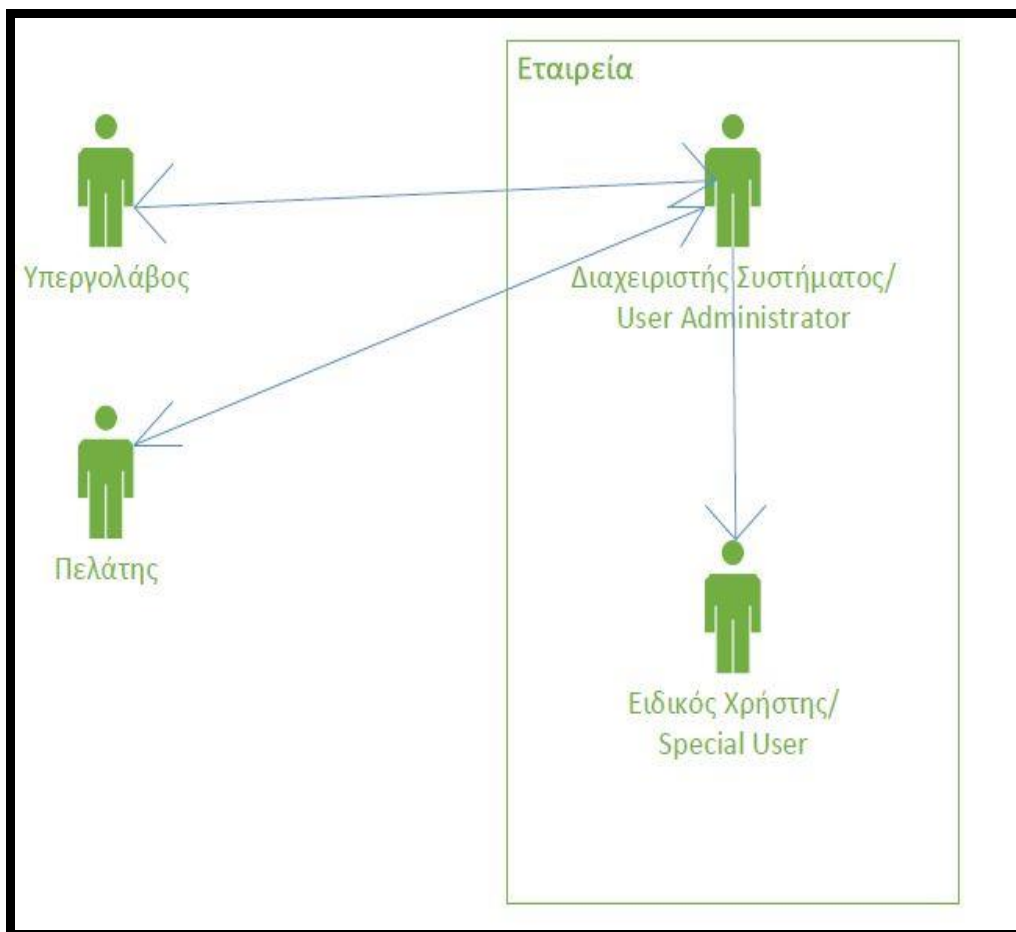 Εταιρεία
Υπεργολάβος
Διαχειριστής Συστήματος/
User Administrator
Πελάτης
Ειδικός Χρήστης/
Special User